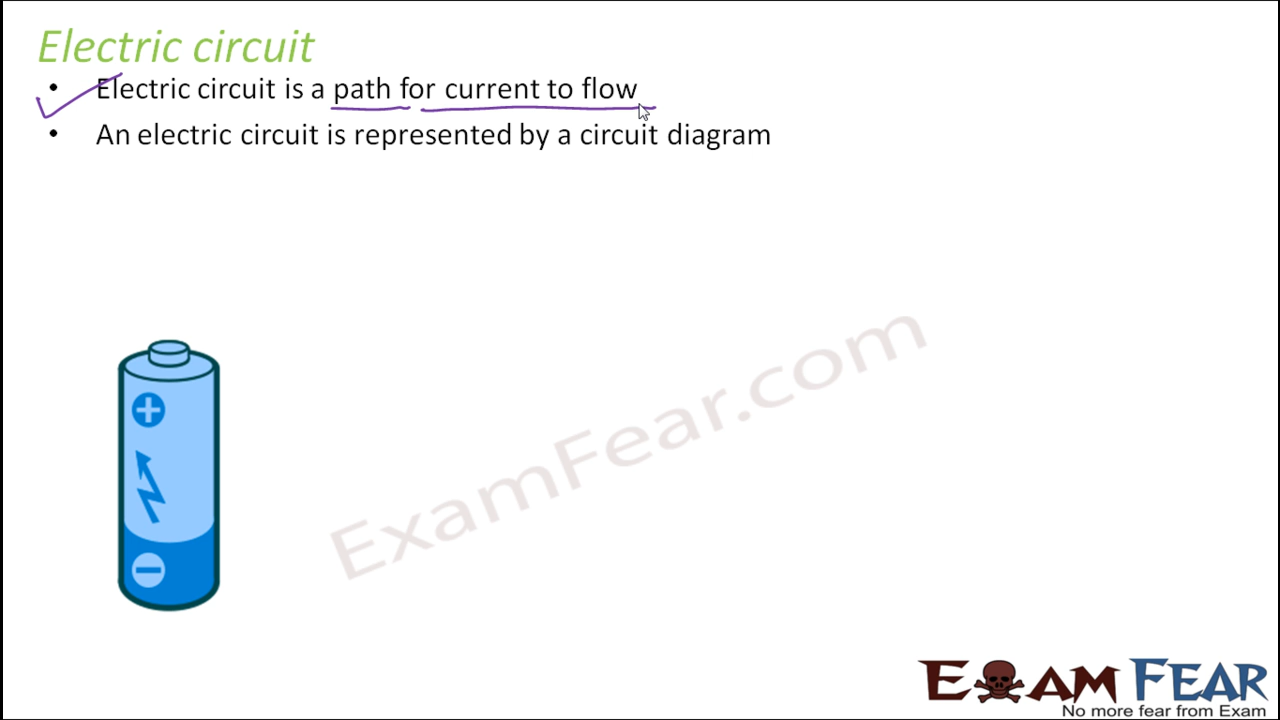 Electric circuit
• Electric circuit is a path for current to flow
• An electric circuit is represented by a circuit diagram
ExamFear.com
EXAM FEAR
No more fear from Exam